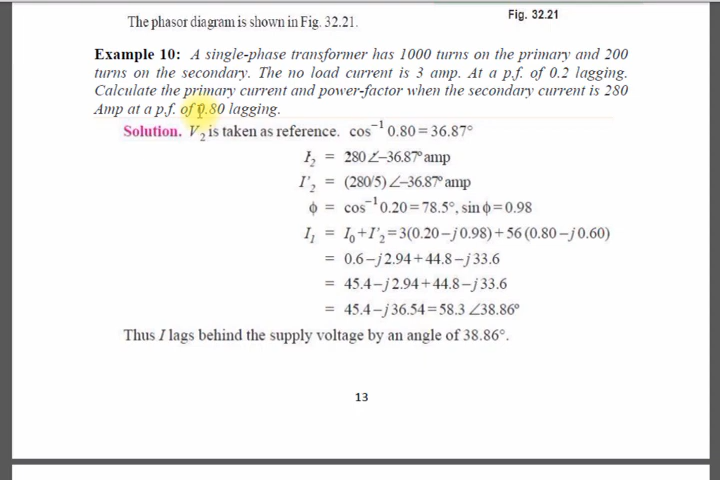 Fig. 32.21
The phasor diagram is shown in Fig. 32.21.
Example 10: A single-phase transformer has 1000 turns on the primary and 200
turns on the secondary. The no load current is 3 amp. At a p.f. of 0.2 lagging.
Calculate the primary current and power-factor when the secondary current is 280
Amp at a p.f. of 0.80 lagging.
Solution. V₂ is taken as reference. cos⁻¹ 0.80 = 36.87°
I₂ = 280 ∠–36.87° amp
I'₂ = (280/5) ∠–36.87° amp
ϕ = cos⁻¹ 0.20 = 78.5°, sin ϕ = 0.98
I₁ = I₀ + I'₂ = 3(0.20 – j 0.98) + 56 (0.80 – j 0.60)
= 0.6 – j 2.94 + 44.8 – j 33.6
= 45.4 – j 2.94 + 44.8 – j 33.6
= 45.4 – j 36.54 = 58.3 ∠38.86°
Thus I lags behind the supply voltage by an angle of 38.86°.
13